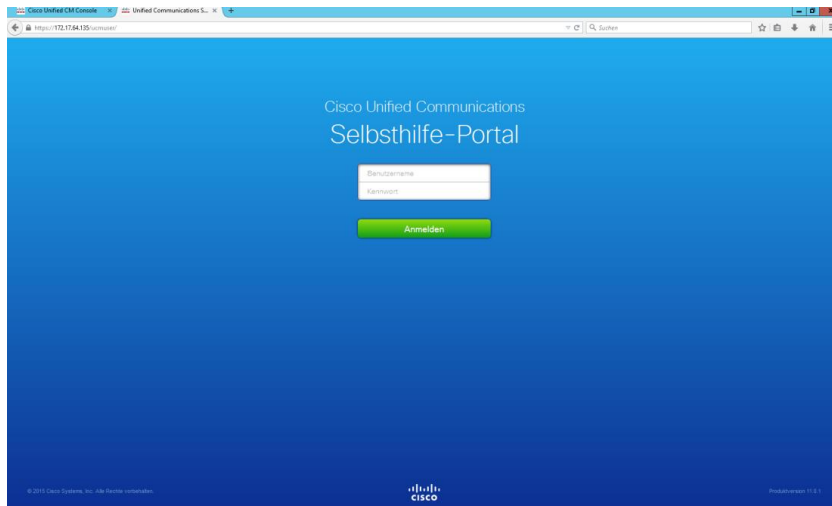 Cisco Unified CM Console
Unified Communications S...
https://172.17.64.135/ucmuser/
Suchen
Cisco Unified Communications
Selbsthilfe-Portal
Benutzername
Kennwort
Anmelden
© 2015 Cisco Systems, Inc. Alle Rechte vorbehalten.
CISCO
Produktversion